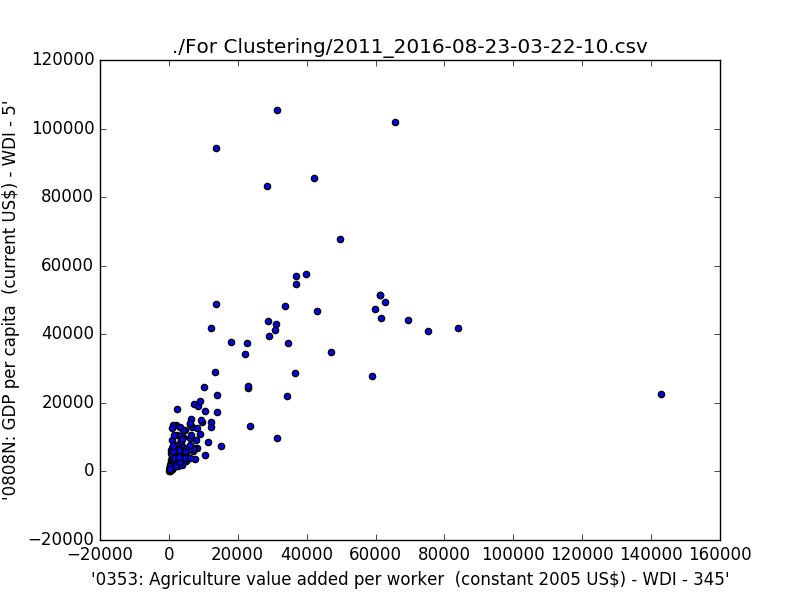 ./For Clustering/2011_2016-08-23-03-22-10.csv
120000
100000
80000
60000
40000
20000
0
−20000
'0808N: GDP per capita  (current US$) - WDI - 5'
−20000 0 20000 40000 60000 80000 100000 120000 140000 160000
'0353: Agriculture value added per worker  (constant 2005 US$) - WDI - 345'